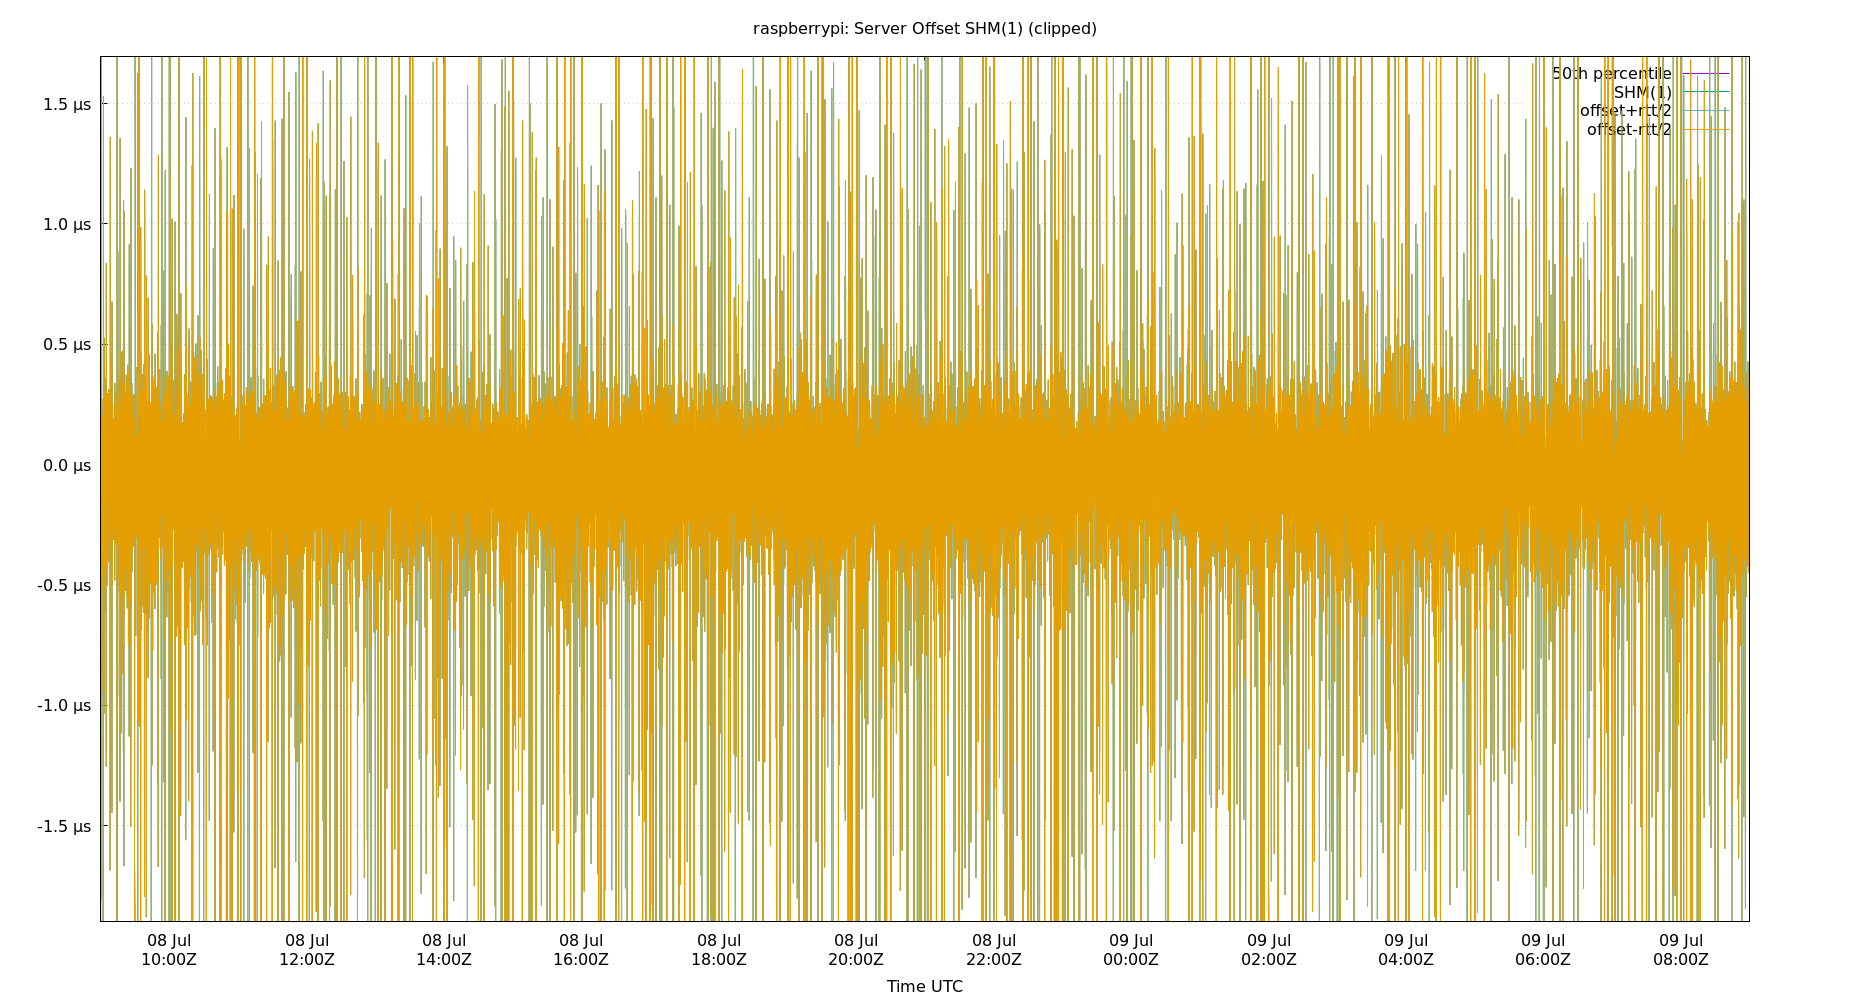 raspberrypi: Server Offset SHM(1) (clipped)
50th percentile
SHM(1)
offset+rtt/2
offset-rtt/2
1.5 µs
1.0 µs
0.5 µs
0.0 µs
-0.5 µs
-1.0 µs
-1.5 µs
08 Jul 08 Jul 08 Jul 08 Jul 08 Jul 08 Jul 08 Jul 09 Jul 09 Jul 09 Jul 09 Jul 09 Jul
10:00Z 12:00Z 14:00Z 16:00Z 18:00Z 20:00Z 22:00Z 00:00Z 02:00Z 04:00Z 06:00Z 08:00Z
Time UTC